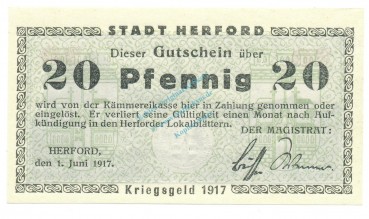 STADT HERFORD
Dieser Gutschein über
20 Pfennig 20
wird von der Kämmereikasse hier in Zahlung genommen oder
eingelöst. Er verliert seine Gültigkeit einen Monat nach Auf-
kündigung in den Herforder Lokalblättern.
DER MAGISTRAT:
HERFORD,
den 1. Juni 1917.
Kriegsgeld 1917